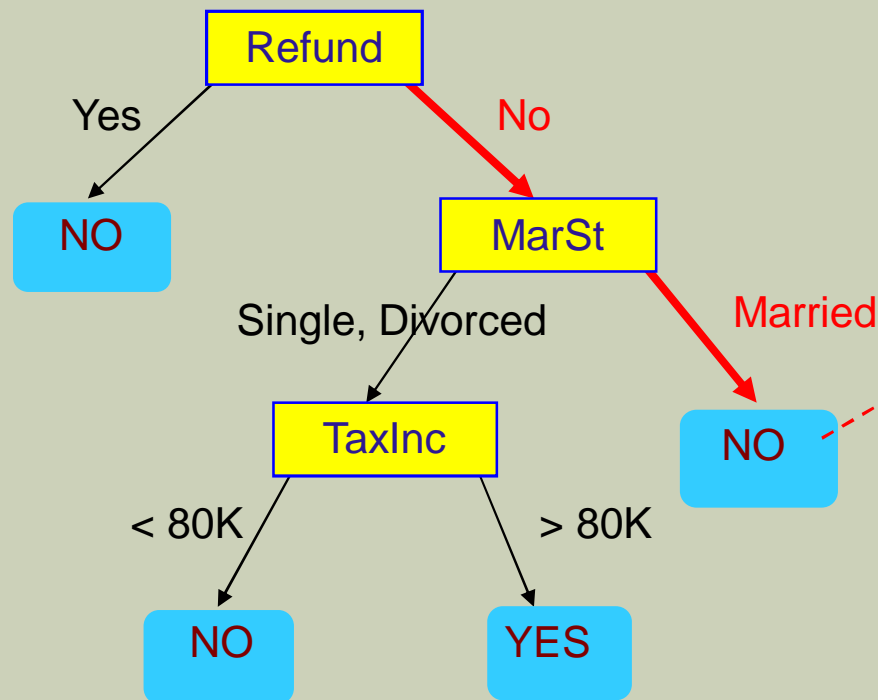 Refund
Yes
No
NO
MarSt
Single, Divorced
Married
TaxInc
NO
< 80K
> 80K
NO
YES